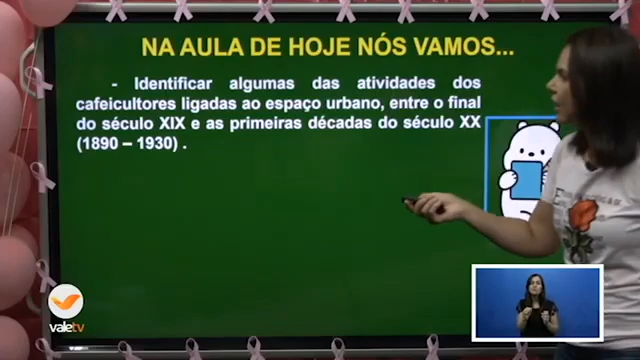 NA AULA DE HOJE NÓS VAMOS...
- Identificar algumas das atividades dos
cafeicultores ligadas ao espaço urbano, entre o final
do século XIX e as primeiras décadas do século XX
(1890 – 1930) .
valetv